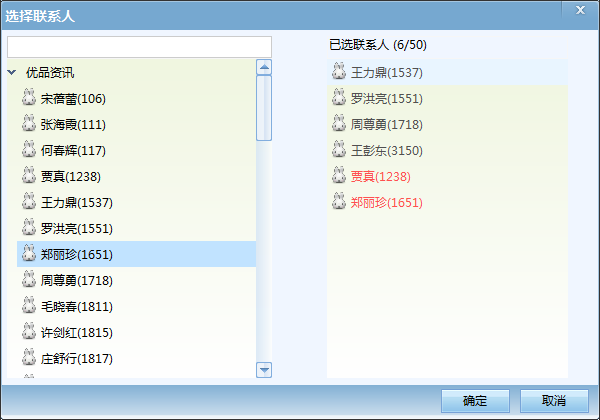 选择联系人
已选联系人 (6/50)
优品资讯
宋蓓蕾(106)
张海霞(111)
何春辉(117)
贾真(1238)
王力鼎(1537)
罗洪亮(1551)
郑丽珍(1651)
周尊勇(1718)
毛晓春(1811)
许剑红(1815)
庄舒行(1817)
王力鼎(1537)
罗洪亮(1551)
周尊勇(1718)
王彭东(3150)
贾真(1238)
郑丽珍(1651)
确定
取消